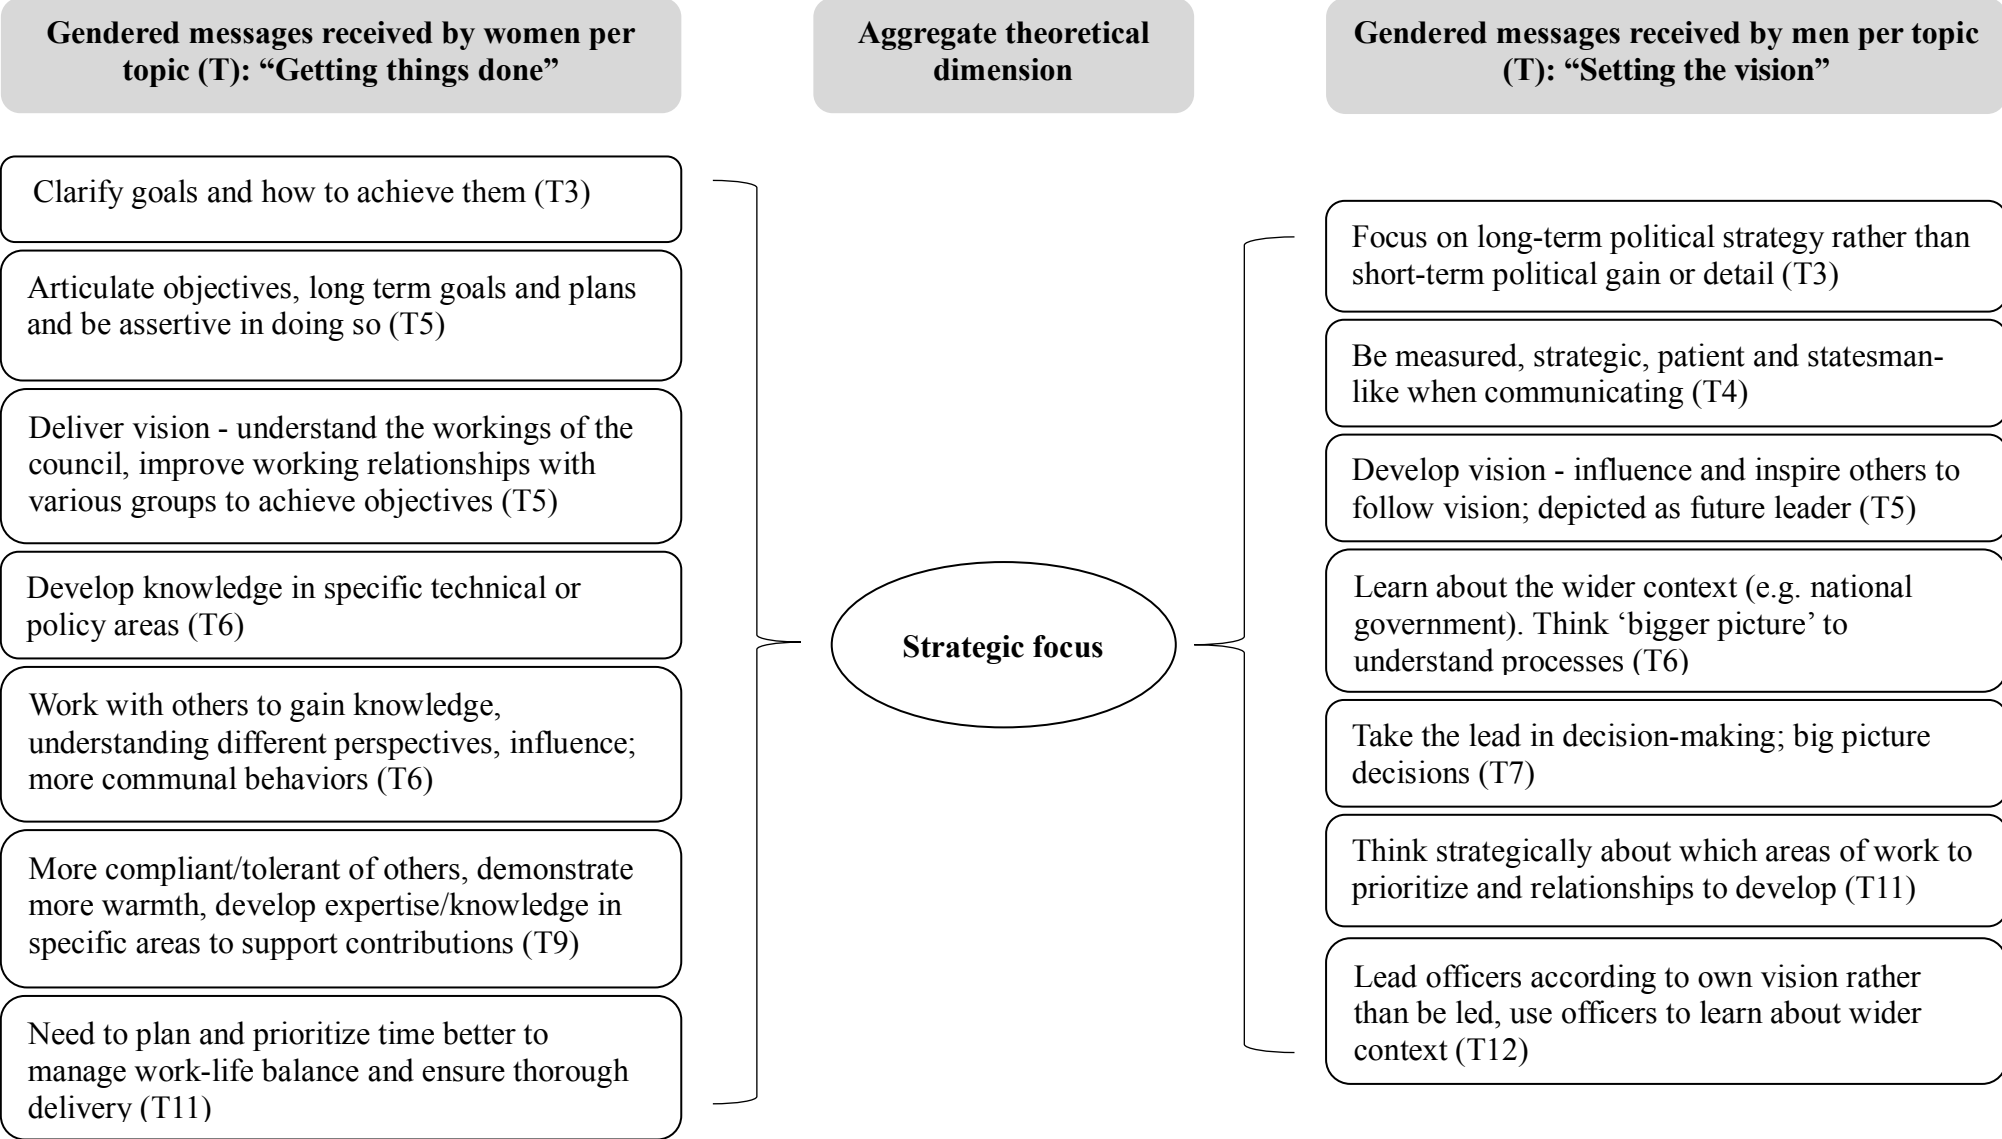 Gendered messages received by women per
topic (T): “Getting things done”
Clarify goals and how to achieve them (T3)
Articulate objectives, long term goals and plans
and be assertive in doing so (T5)
Deliver vision - understand the workings of the
council, improve working relationships with
various groups to achieve objectives (T5)
Develop knowledge in specific technical or
policy areas (T6)
Work with others to gain knowledge,
understanding different perspectives, influence;
more communal behaviors (T6)
More compliant/tolerant of others, demonstrate
more warmth, develop expertise/knowledge in
specific areas to support contributions (T9)
Need to plan and prioritize time better to
manage work-life balance and ensure thorough
delivery (T11)
Aggregate theoretical
dimension
Strategic focus
Gendered messages received by men per topic
(T): “Setting the vision”
Focus on long-term political strategy rather than
short-term political gain or detail (T3)
Be measured, strategic, patient and statesman-
like when communicating (T4)
Develop vision - influence and inspire others to
follow vision; depicted as future leader (T5)
Learn about the wider context (e.g. national
government). Think ‘bigger picture’ to
understand processes (T6)
Take the lead in decision-making; big picture
decisions (T7)
Think strategically about which areas of work to
prioritize and relationships to develop (T11)
Lead officers according to own vision rather
than be led, use officers to learn about wider
context (T12)